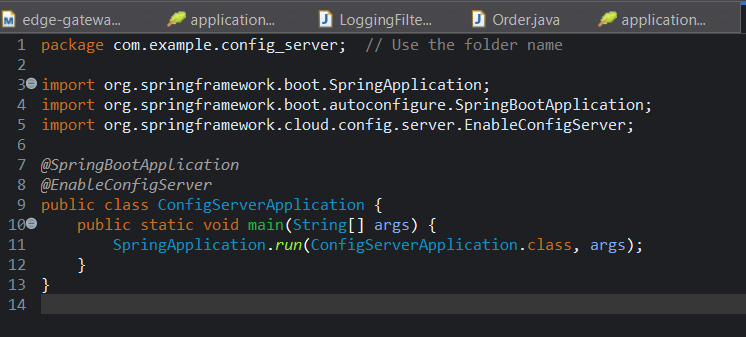 edge-gatewa... application... LoggingFilte... Order.java application...
1 package com.example.config_server;  // Use the folder name
2
3 import org.springframework.boot.SpringApplication;
4 import org.springframework.boot.autoconfigure.SpringBootApplication;
5 import org.springframework.cloud.config.server.EnableConfigServer;
6
7 @SpringBootApplication
8 @EnableConfigServer
9 public class ConfigServerApplication {
10     public static void main(String[] args) {
11         SpringApplication.run(ConfigServerApplication.class, args);
12     }
13 }
14